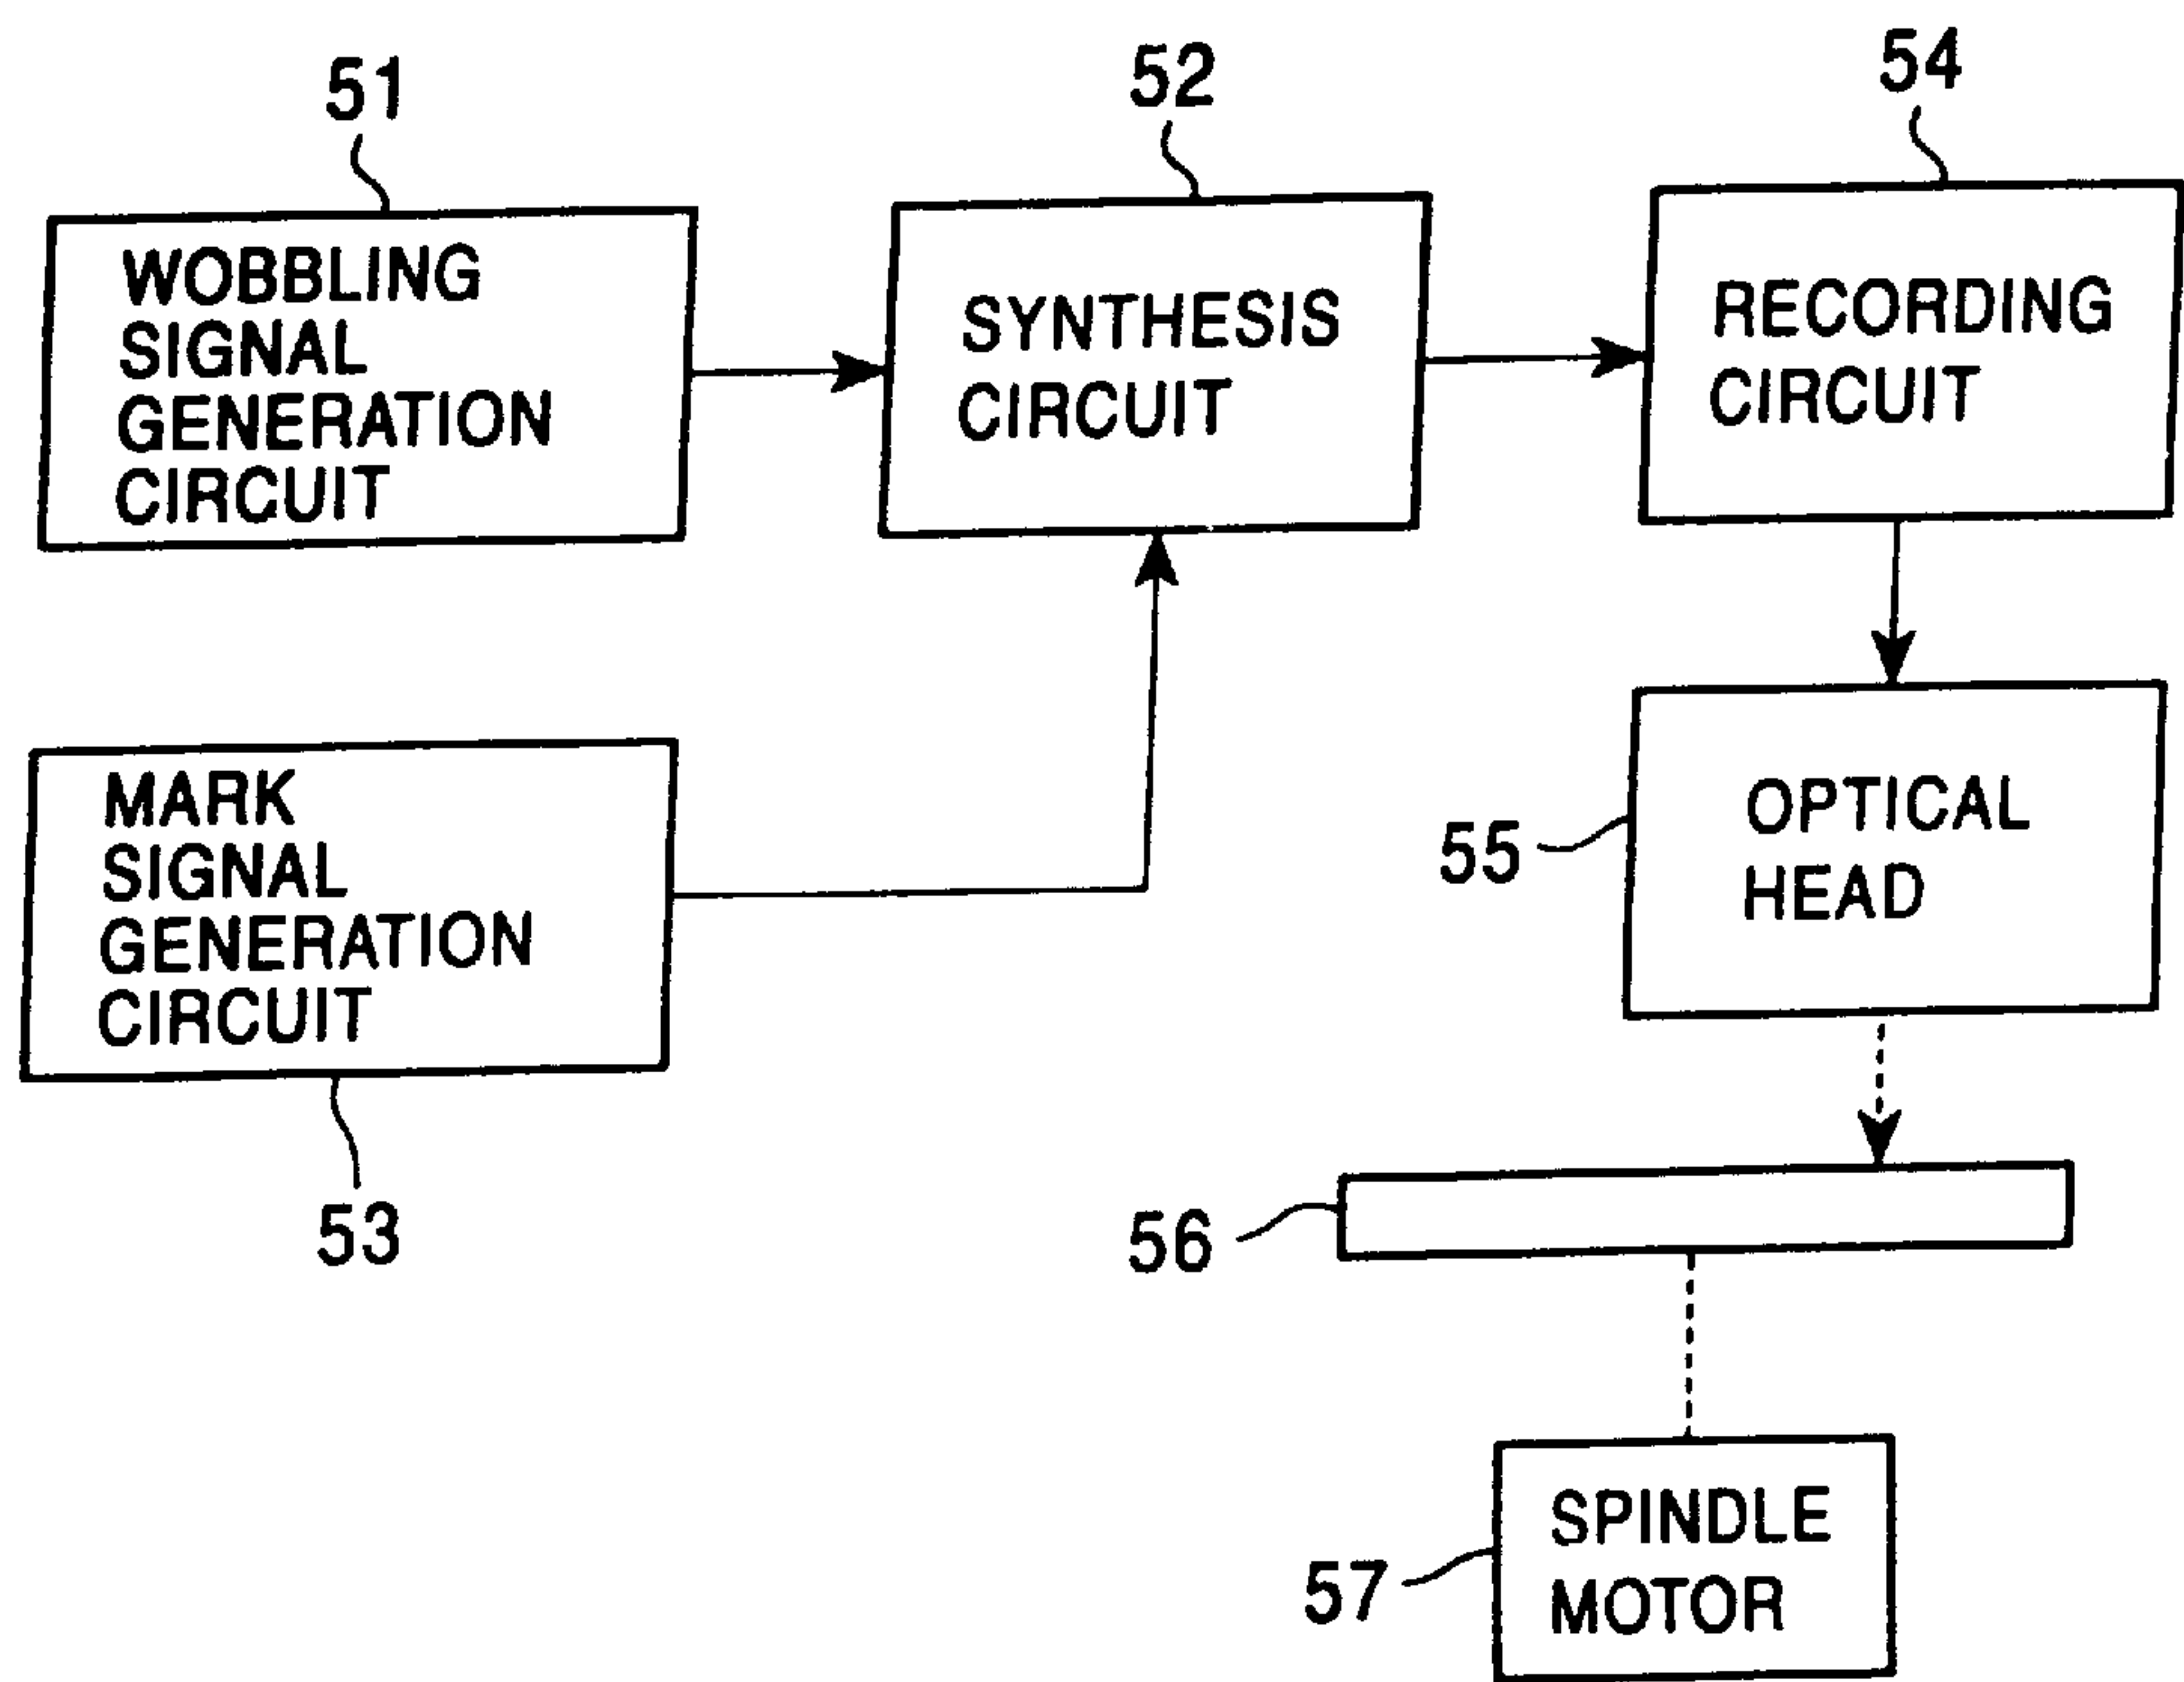 51
WOBBLING
SIGNAL
GENERATION
CIRCUIT
52
SYNTHESIS
CIRCUIT
54
RECORDING
CIRCUIT
MARK
SIGNAL
GENERATION
CIRCUIT
53
55
OPTICAL
HEAD
56
57
SPINDLE
MOTOR